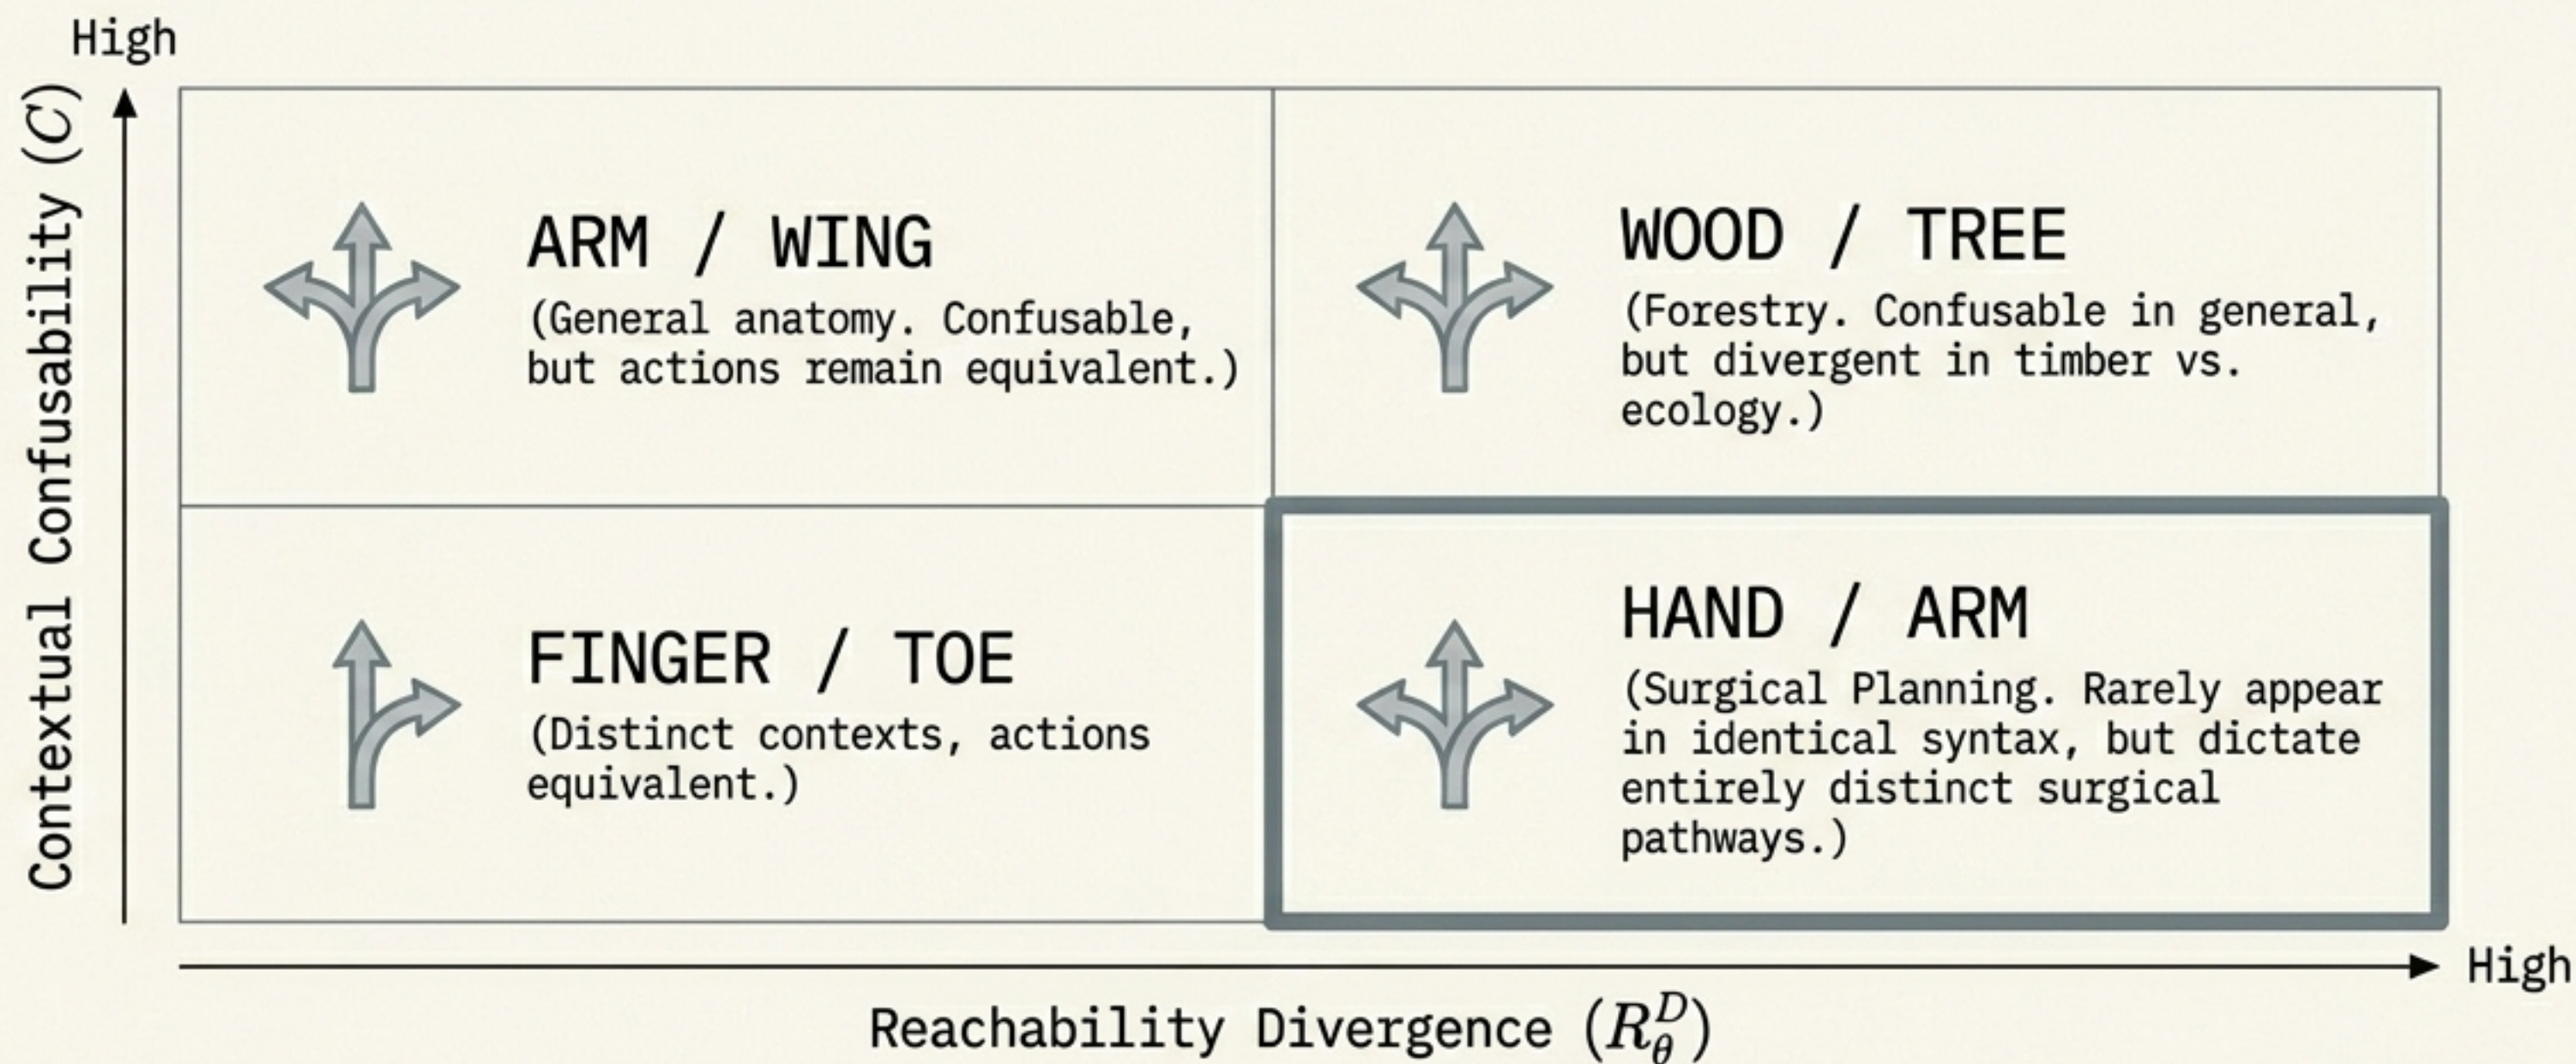 High
Contextual Confusability (C)
ARM / WING
(General anatomy. Confusable,
but actions remain equivalent.)
WOOD / TREE
(Forestry. Confusable in general,
but divergent in timber vs.
ecology.)
FINGER / TOE
(Distinct contexts, actions
equivalent.)
HAND / ARM
(Surgical Planning. Rarely appear
in identical syntax, but dictate
entirely distinct surgical
pathways.)
High
Reachability Divergence (R_θ^D)